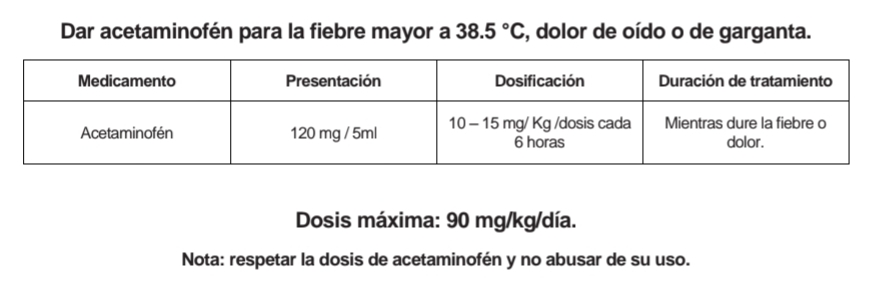 Dar acetaminofén para la fiebre mayor a 38.5 °C, dolor de oído o de garganta.
Medicamento Presentación Dosificación Duración de tratamiento
Acetaminofén 120 mg / 5ml 10 – 15 mg/ Kg /dosis cada 6 horas Mientras dure la fiebre o dolor.
Dosis máxima: 90 mg/kg/día.
Nota: respetar la dosis de acetaminofén y no abusar de su uso.